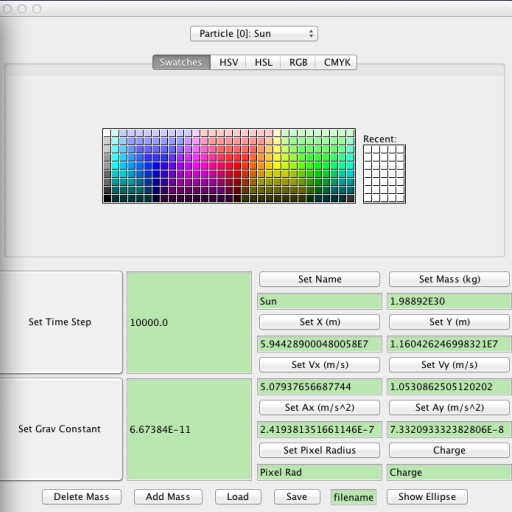 Particle [0]: Sun
Swatches HSV HSL RGB CMYK
Recent:
Set Name Set Mass (kg)
Sun 1.98892E30
Set Time Step 10000.0 Set X (m) Set Y (m)
5.944289000480058E7 1.160426246998321E7
Set Vx (m/s) Set Vy (m/s)
5.07937656687744 1.0530862505120202
Set Ax (m/s^2) Set Ay (m/s^2)
Set Grav Constant 6.67384E-11 2.419381351661146E-7 7.332093332382806E-8
Set Pixel Radius Charge
Pixel Rad Charge
Delete Mass Add Mass Load Save filename Show Ellipse